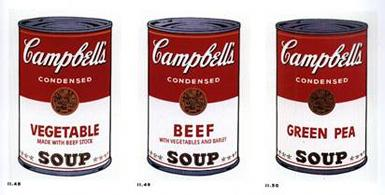 Campbell's
CONDENSED
VEGETABLE
MADE WITH BEEF STOCK
SOUP
II.48
Campbell's
CONDENSED
BEEF
WITH VEGETABLES AND BARLEY
SOUP
II.49
Campbell's
CONDENSED
GREEN PEA
SOUP
II.50